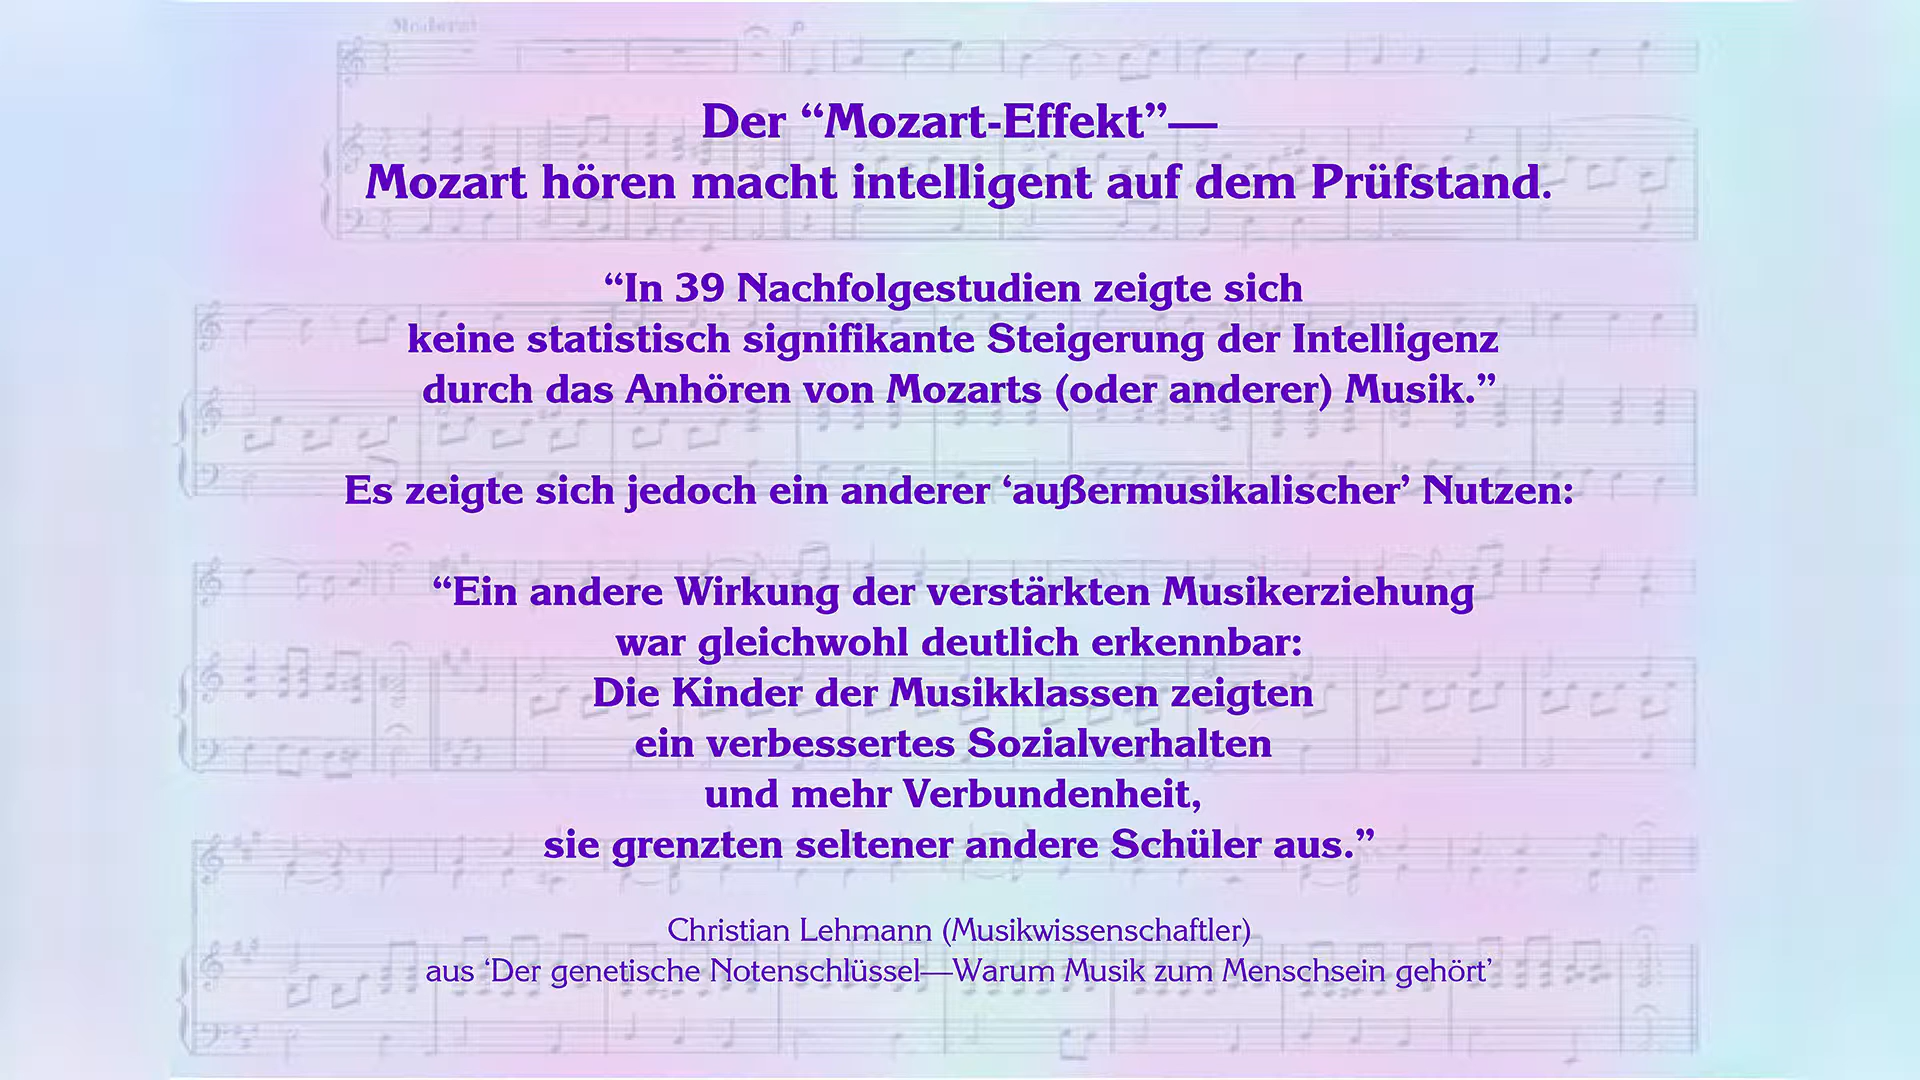 Moderato
p
Der “Mozart-Effekt”—
Mozart hören macht intelligent auf dem Prüfstand.
“In 39 Nachfolgestudien zeigte sich
keine statistisch signifikante Steigerung der Intelligenz
durch das Anhören von Mozarts (oder anderer) Musik.”
Es zeigte sich jedoch ein anderer ‘außermusikalischer’ Nutzen:
“Ein andere Wirkung der verstärkten Musikerziehung
war gleichwohl deutlich erkennbar:
Die Kinder der Musikklassen zeigten
ein verbessertes Sozialverhalten
und mehr Verbundenheit,
sie grenzten seltener andere Schüler aus.”
Christian Lehmann (Musikwissenschaftler)
aus ‘Der genetische Notenschlüssel—Warum Musik zum Menschsein gehört’